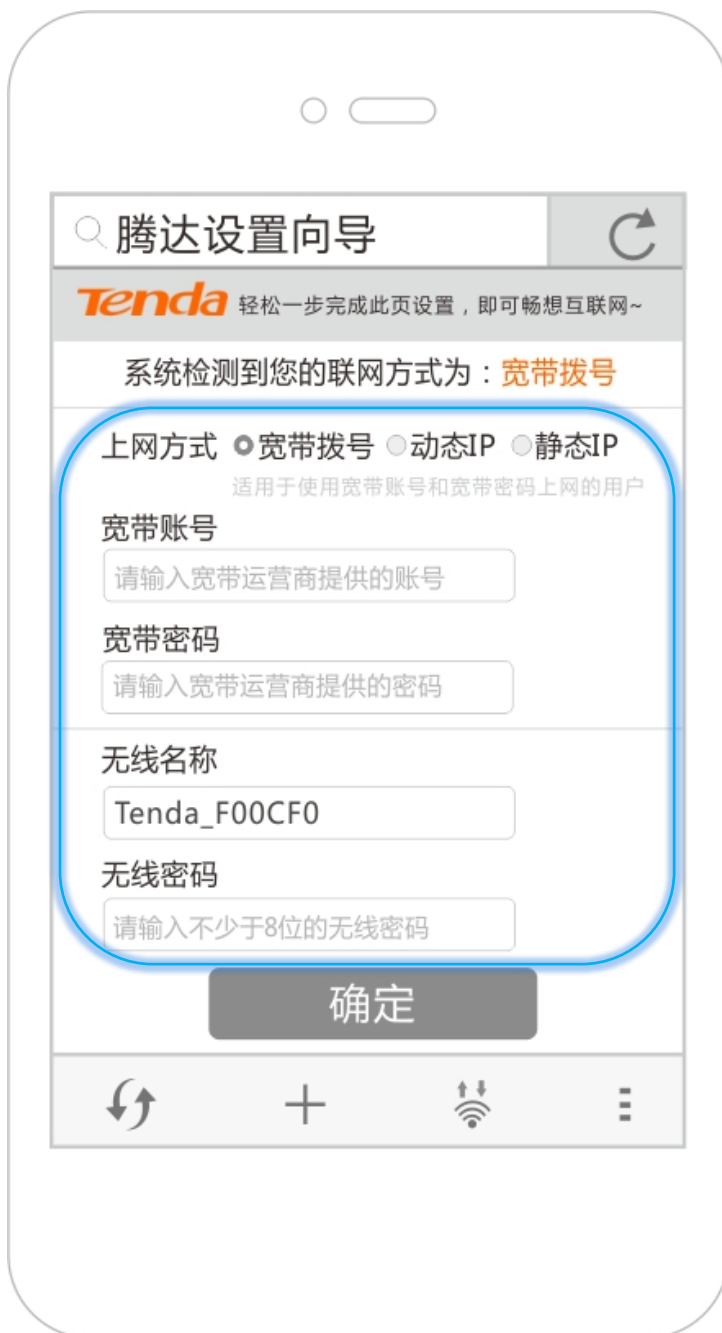 腾达设置向导
Tenda 轻松一步完成此页设置，即可畅想互联网~
系统检测到您的联网方式为：宽带拨号
上网方式 宽带拨号 动态IP 静态IP
适用于使用宽带账号和宽带密码上网的用户
宽带账号
请输入宽带运营商提供的账号
宽带密码
请输入宽带运营商提供的密码
无线名称
Tenda_F00CF0
无线密码
请输入不少于8位的无线密码
确定